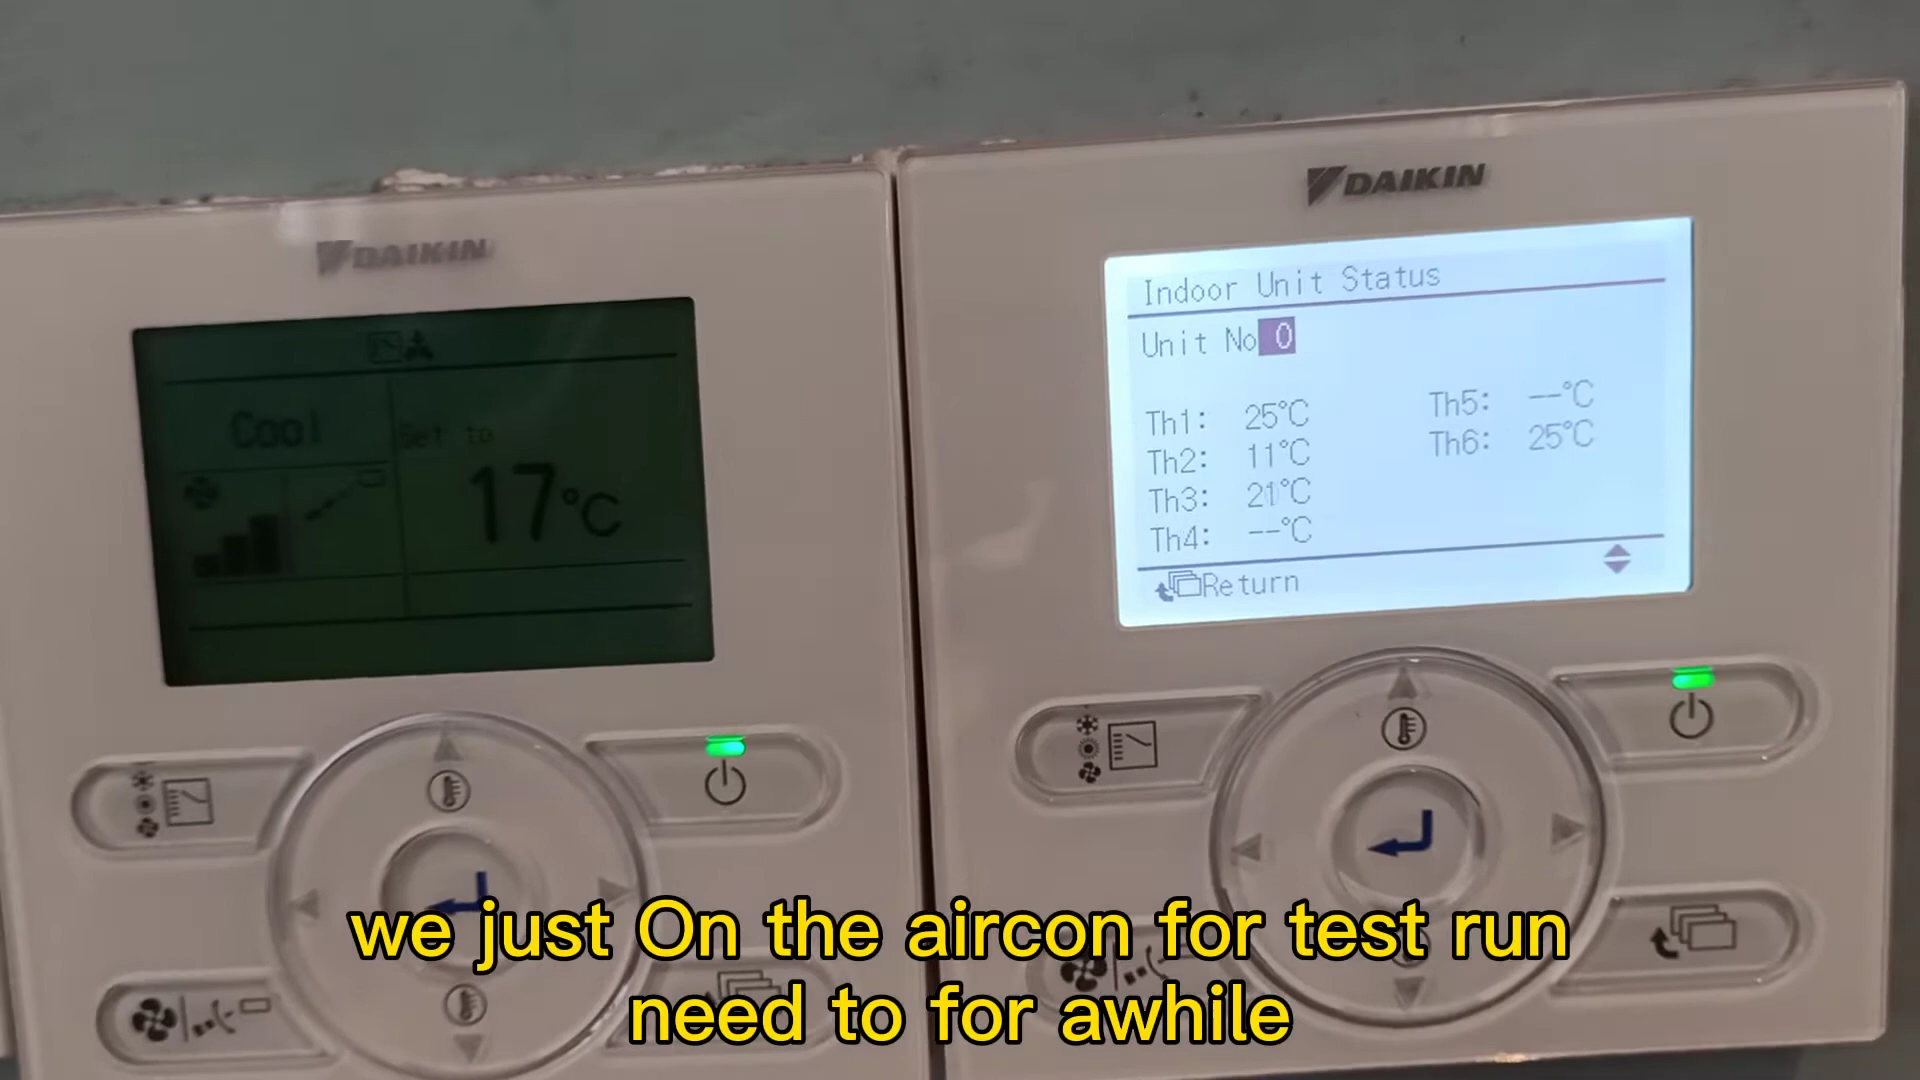 DAIKIN
Cool
Set to
17°C
DAIKIN
Indoor Unit Status
Unit No 0
Th1: 25°C
Th2: 11°C
Th3: 21°C
Th4: --°C
Th5: --°C
Th6: 25°C
Return
we just On the aircon for test run
need to for awhile